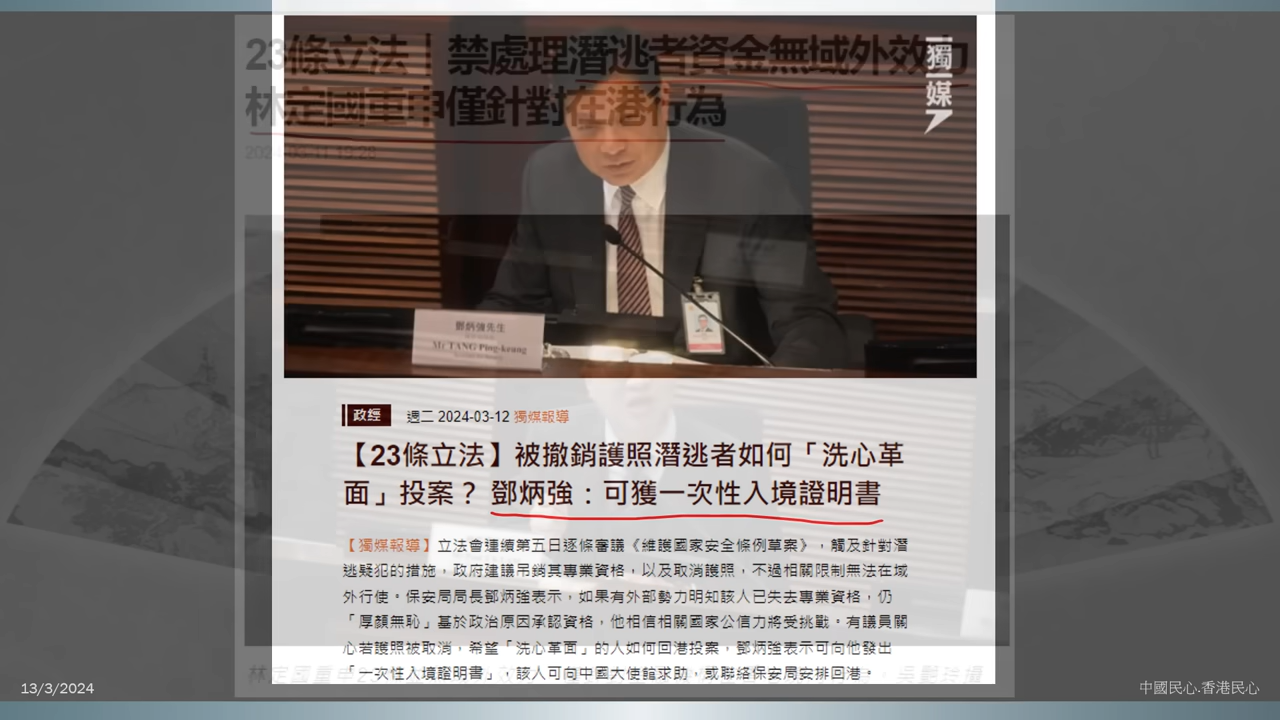 23條立法｜禁處理潛逃者資金無域外效力
林定國重申僅針對在港行為
獨媒
鄧炳強先生
Mr TANG Ping-keung
政經 週二 2024-03-12 獨媒報導
【23條立法】被撤銷護照潛逃者如何「洗心革
面」投案？ 鄧炳強：可獲一次性入境證明書
【獨媒報導】立法會連續第五日逐條審議《維護國家安全條例草案》，觸及針對潛
逃疑犯的措施，政府建議吊銷其專業資格，以及取消護照，不過相關限制無法在域
外行使。保安局局長鄧炳強表示，如果有外部勢力明知該人已失去專業資格，仍
「厚顏無恥」基於政治原因承認資格，他相信相關國家公信力將受挑戰。有議員關
心若護照被取消，希望「洗心革面」的人如何回港投案，鄧炳強表示可向他發出
「一次性入境證明書」，該人可向中國大使館求助，或聯絡保安局安排回港。
林定國重申
13/3/2024
中國民心.香港民心